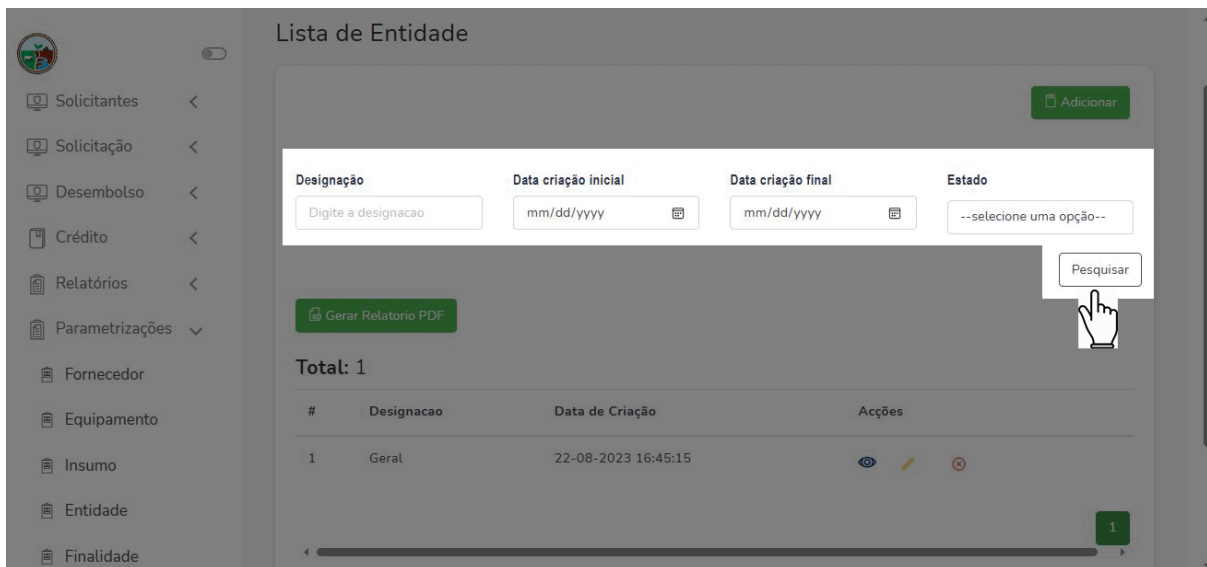 Lista de Entidade
Solicitantes
Solicitação
Desembolso
Crédito
Relatórios
Parametrizações
Fornecedor
Equipamento
Insumo
Entidade
Finalidade
Adicionar
Designação Data criação inicial Data criação final Estado
Digite a designacao mm/dd/yyyy mm/dd/yyyy --selecione uma opção--
Pesquisar
Gerar Relatorio PDF
Total: 1
# Designacao Data de Criação Acções
1 Geral 22-08-2023 16:45:15
1